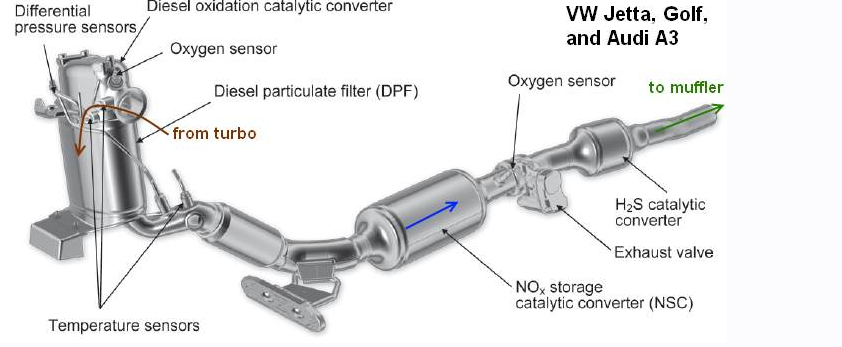 Differential
pressure sensors
Diesel oxidation catalytic converter
Oxygen sensor
Diesel particulate filter (DPF)
from turbo
VW Jetta, Golf,
and Audi A3
Oxygen sensor
to muffler
H₂S catalytic
converter
Exhaust valve
NOₓ storage
catalytic converter (NSC)
Temperature sensors